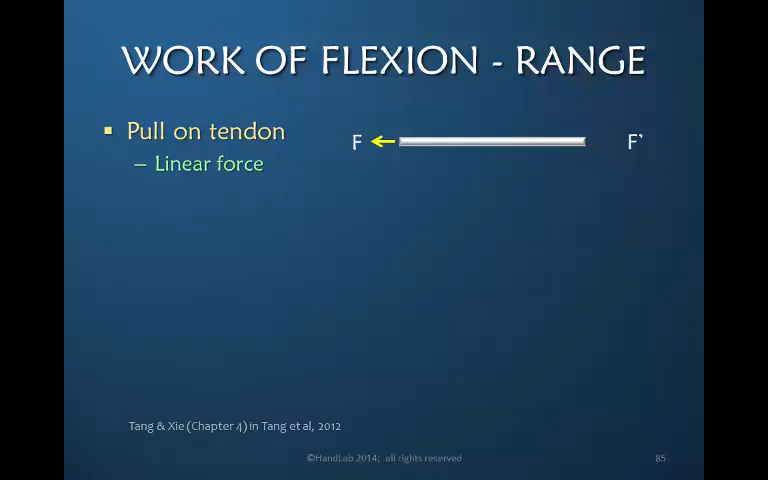 WORK OF FLEXION - RANGE
▪ Pull on tendon
F F’
– Linear force
Tang & Xie (Chapter 4) in Tang et al, 2012
©HandLab 2014; all rights reserved 85